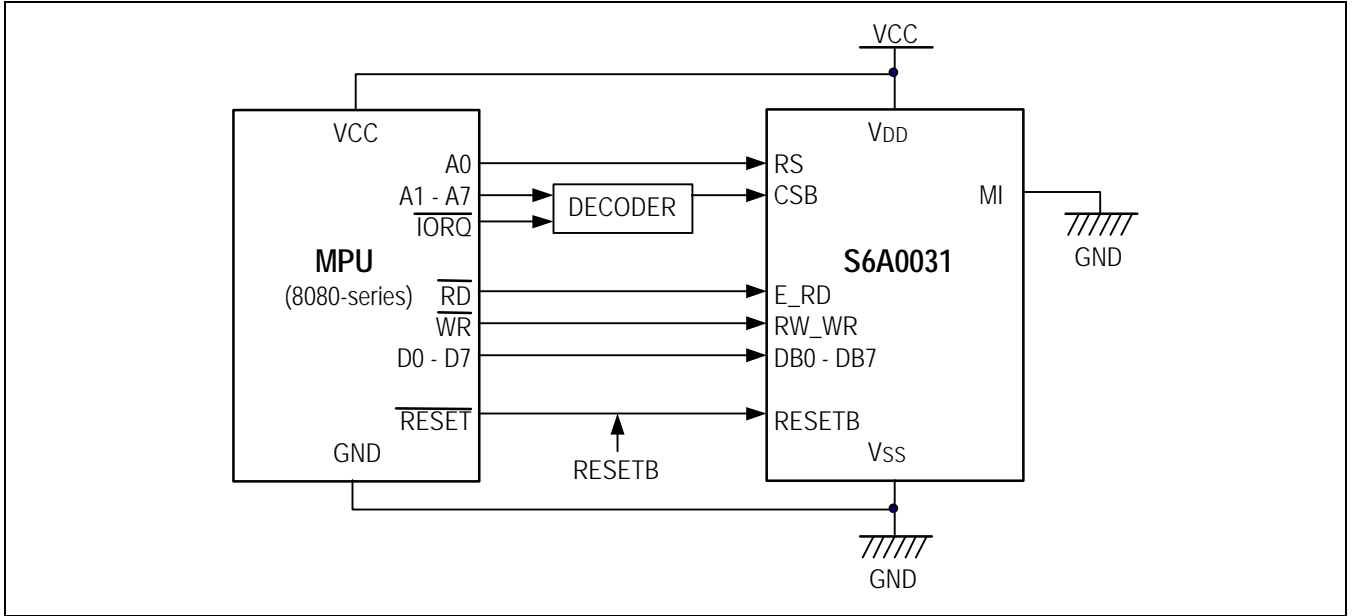 VCC
VCC
VDD
A0
RS
A1 - A7
DECODER
CSB
MI
IORQ
GND
MPU
S6A0031
(8080-series)
RD
E_RD
WR
RW_WR
D0 - D7
DB0 - DB7
RESET
RESETB
GND
VSS
RESETB
GND